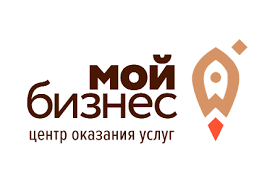 мой
бизнес
центр оказания услуг